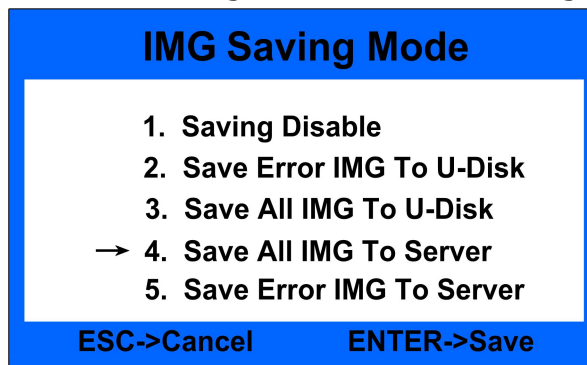 IMG Saving Mode
1. Saving Disable
2. Save Error IMG To U-Disk
3. Save All IMG To U-Disk
→ 4. Save All IMG To Server
5. Save Error IMG To Server
ESC->Cancel ENTER->Save